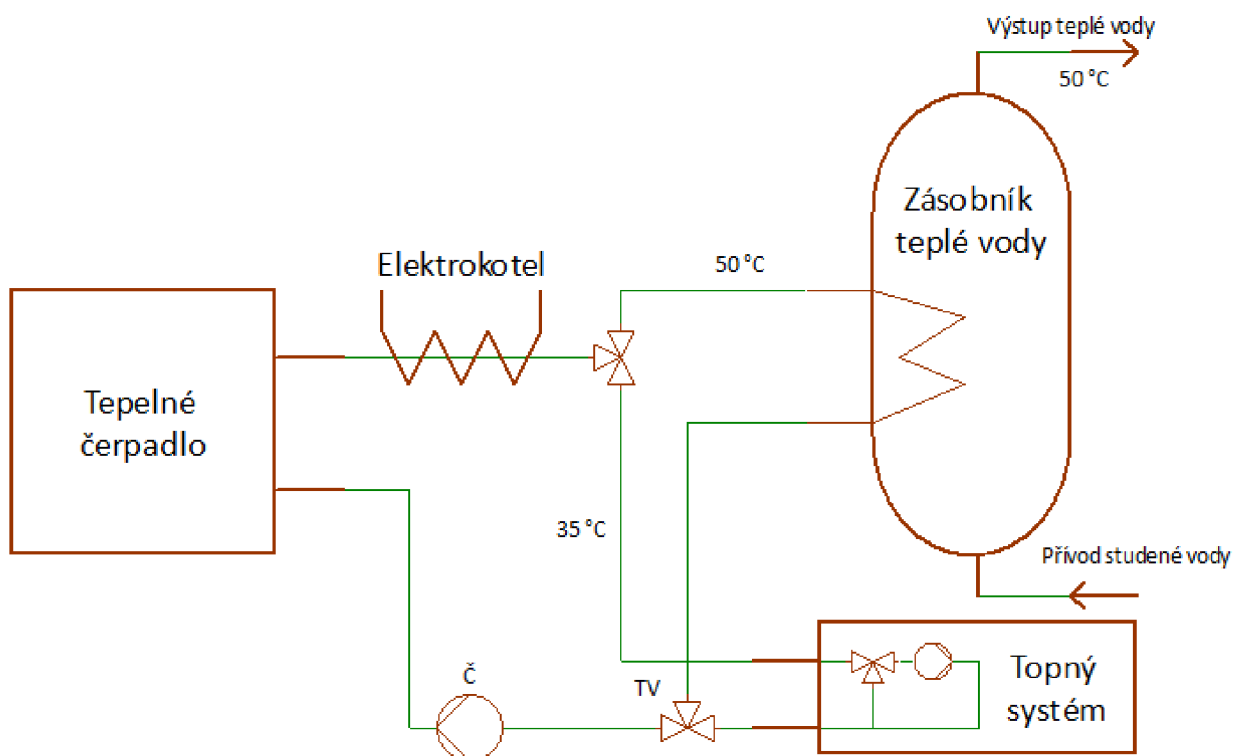 Výstup teplé vody
50 °C
Zásobník
teplé vody
Elektrokotel
50 °C
Tepelné
čerpadlo
35 °C
Přívod studené vody
Č
TV
Topný
systém